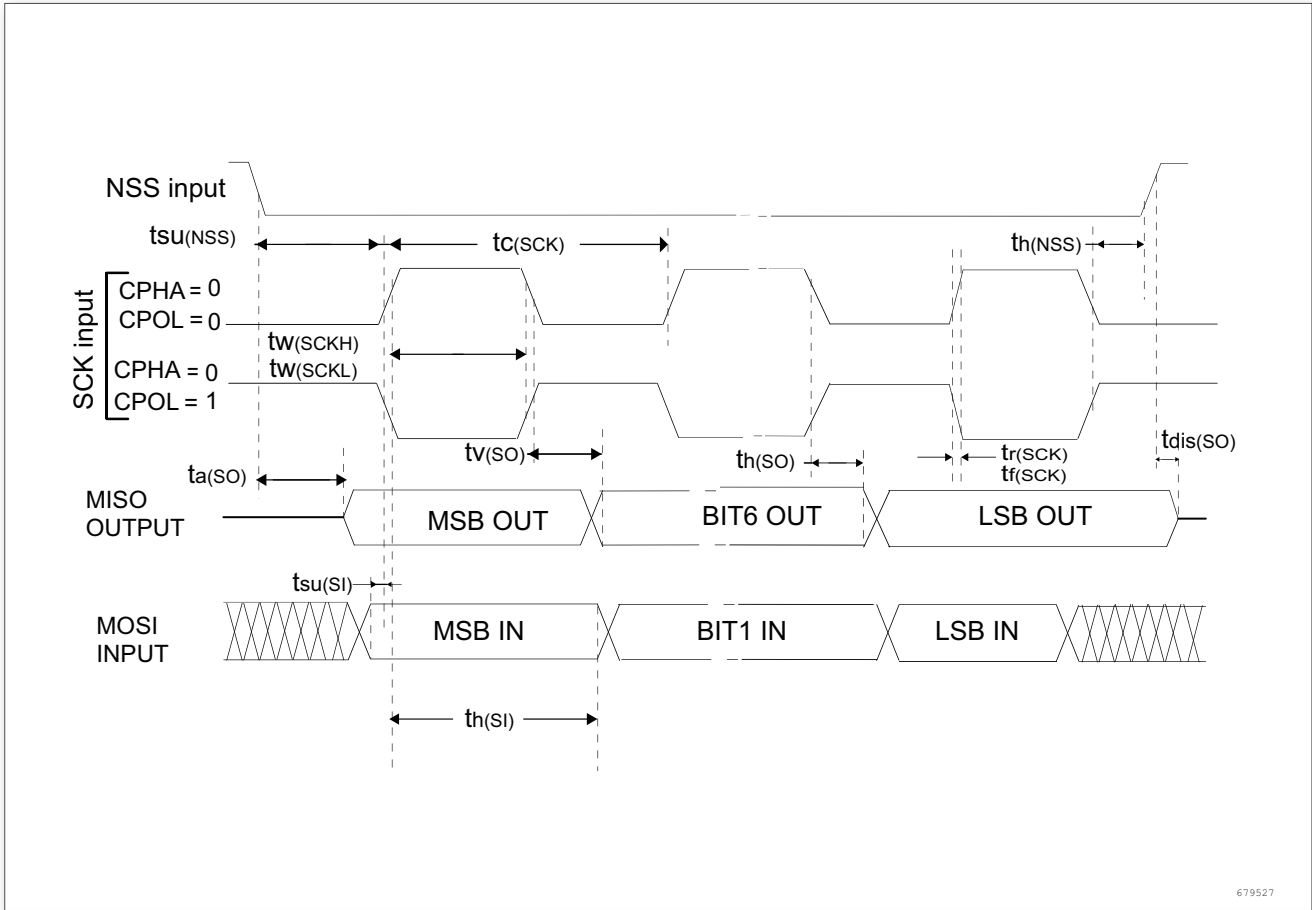 NSS input
tsu(NSS)
tc(SCK)
th(NSS)
SCK input
CPHA = 0
CPOL = 0
tw(SCKH)
CPHA = 0
tw(SCKL)
CPOL = 1
tv(SO)
th(SO)
tr(SCK)
tf(SCK)
tdis(SO)
ta(SO)
MISO
OUTPUT
MSB OUT
BIT6 OUT
LSB OUT
tsu(SI)
MOSI
INPUT
MSB IN
BIT1 IN
LSB IN
th(SI)
679527